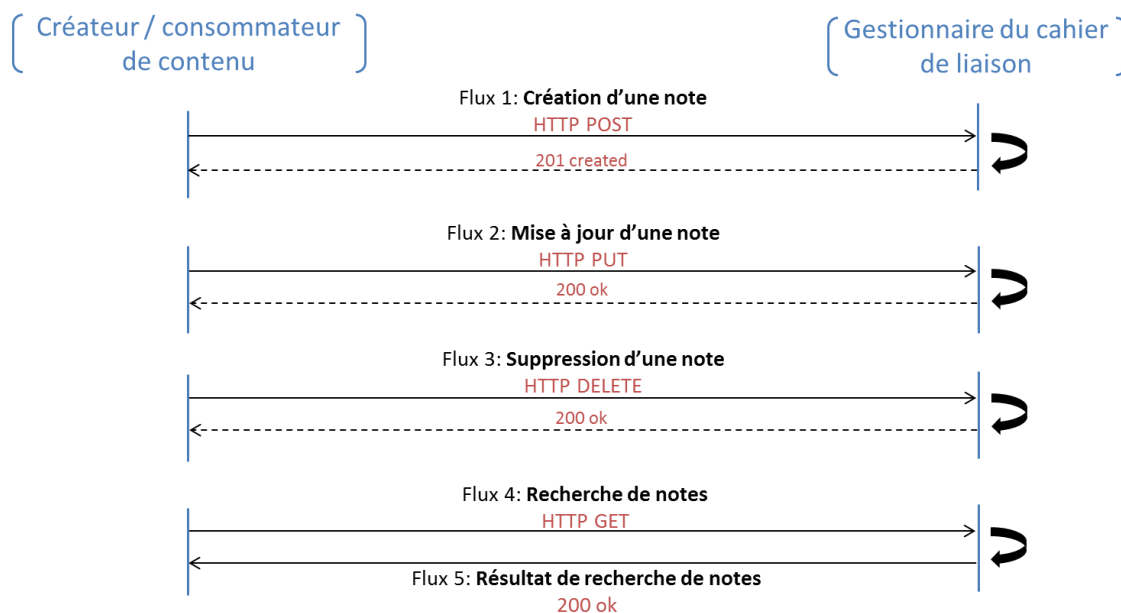 Créateur / consommateur
de contenu
Gestionnaire du cahier
de liaison
Flux 1: Création d’une note
HTTP POST
201 created
Flux 2: Mise à jour d’une note
HTTP PUT
200 ok
Flux 3: Suppression d’une note
HTTP DELETE
200 ok
Flux 4: Recherche de notes
HTTP GET
Flux 5: Résultat de recherche de notes
200 ok